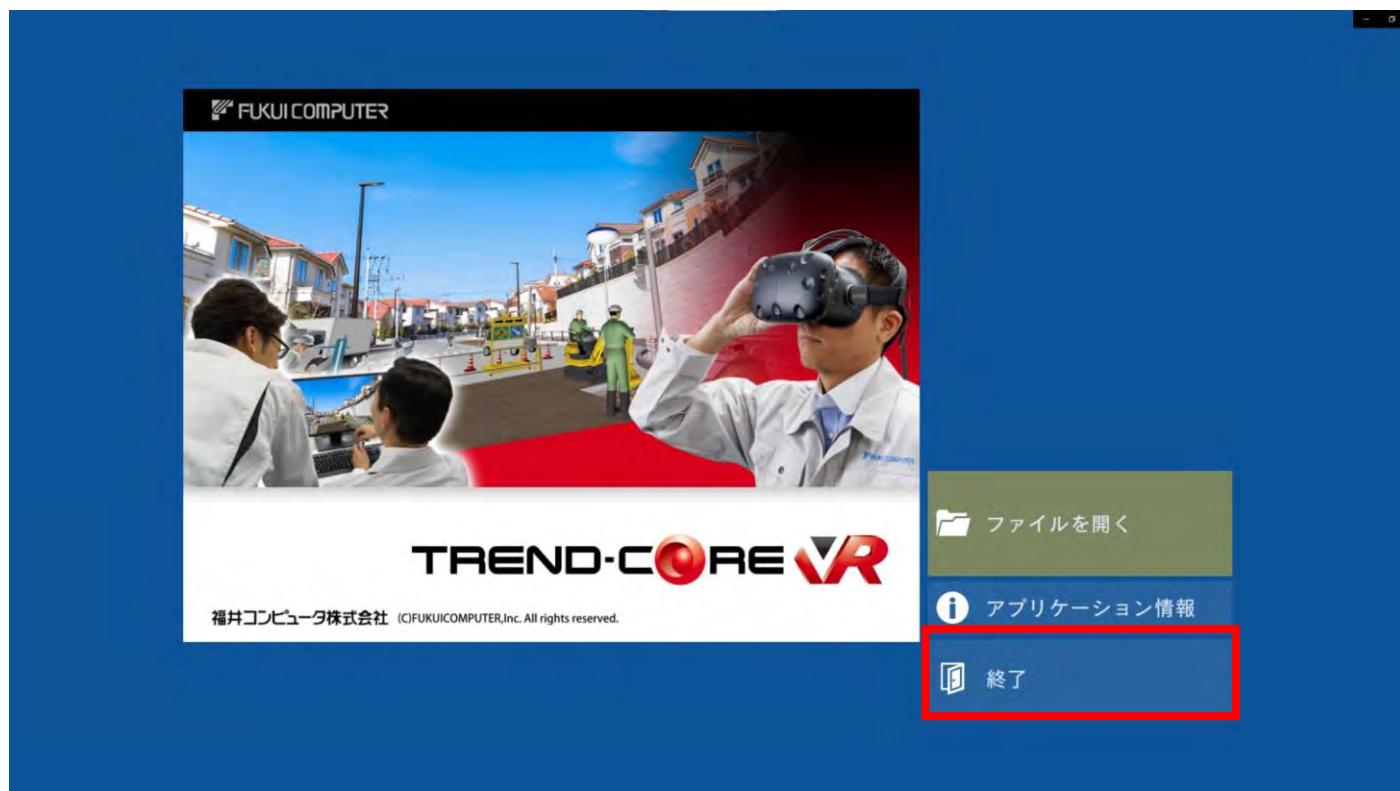 FUKUI COMPUTER
FUKUI COMPUTER
TREND-CORE VR
福井コンピュータ株式会社 (C)FUKUICOMPUTER,Inc. All rights reserved.
ファイルを開く
アプリケーション情報
終了